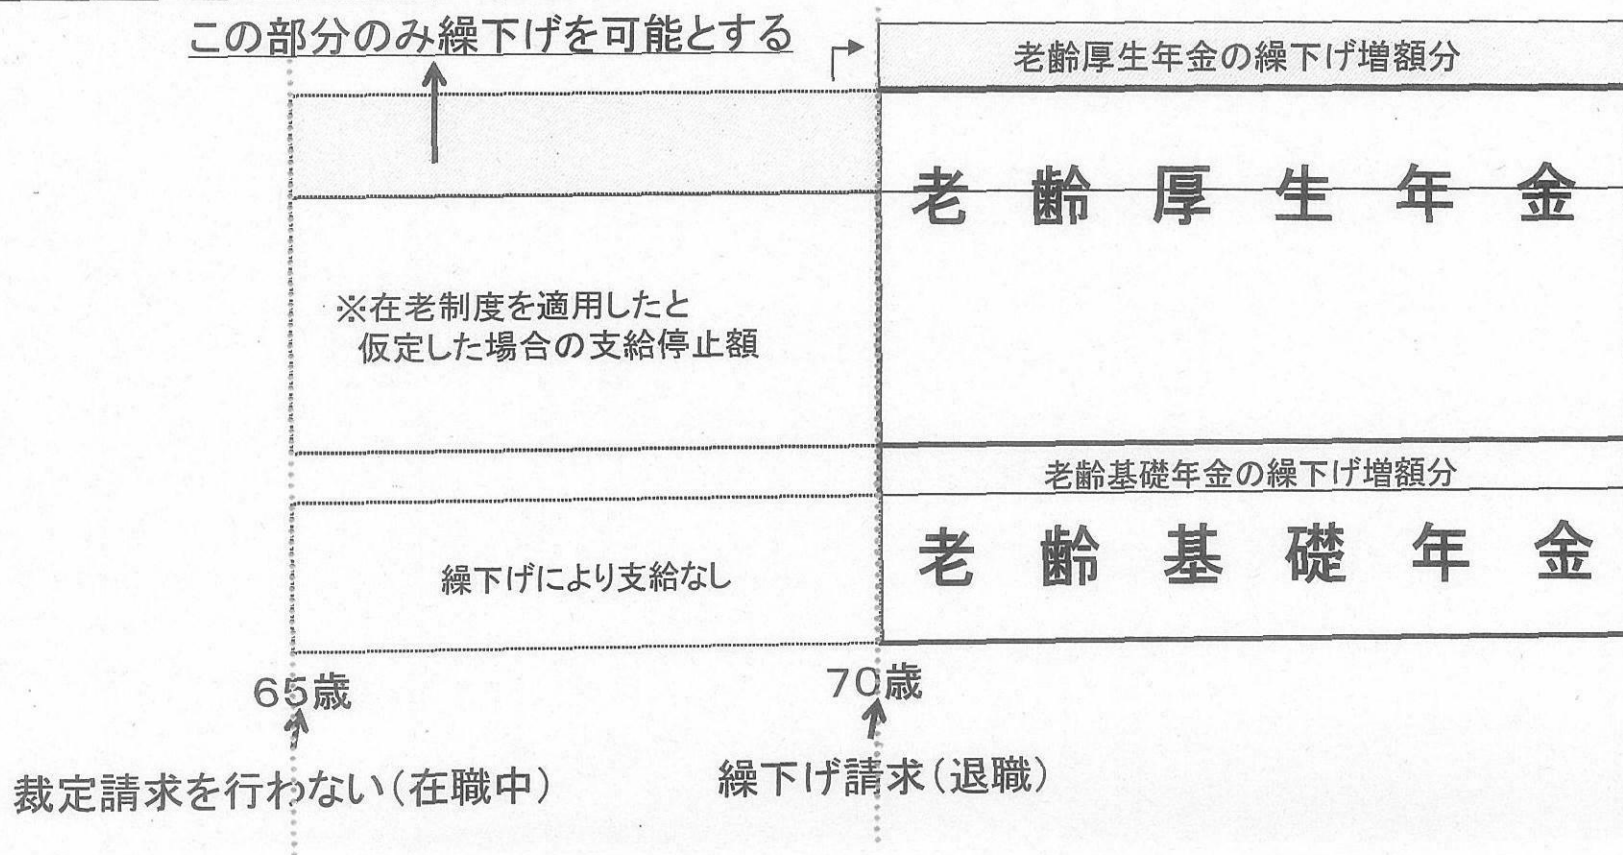 この部分のみ繰下げを可能とする
老齢厚生年金の繰下げ増額分
老齢厚生年金
※在老制度を適用したと
仮定した場合の支給停止額
老齢基礎年金の繰下げ増額分
老齢基礎年金
繰下げにより支給なし
65歳
70歳
裁定請求を行わない(在職中)
繰下げ請求(退職)